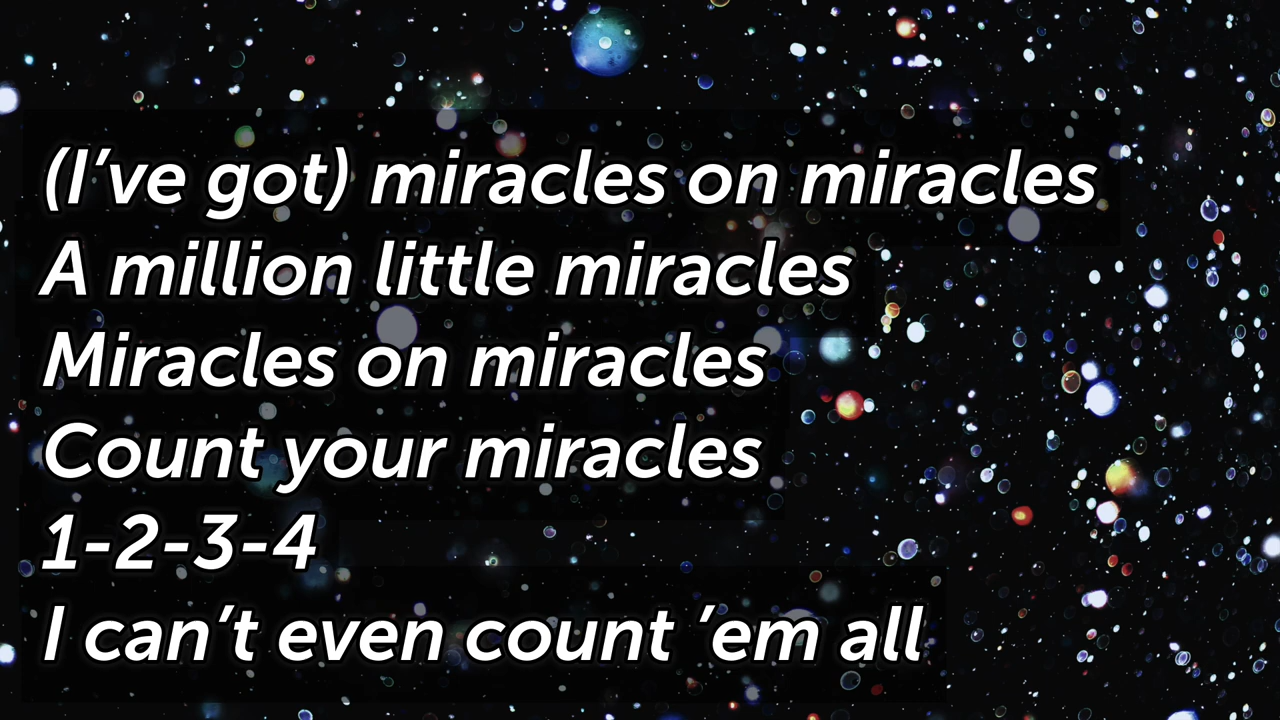 (I’ve got) miracles on miracles
A million little miracles
Miracles on miracles
Count your miracles
1-2-3-4
I can’t even count ’em all